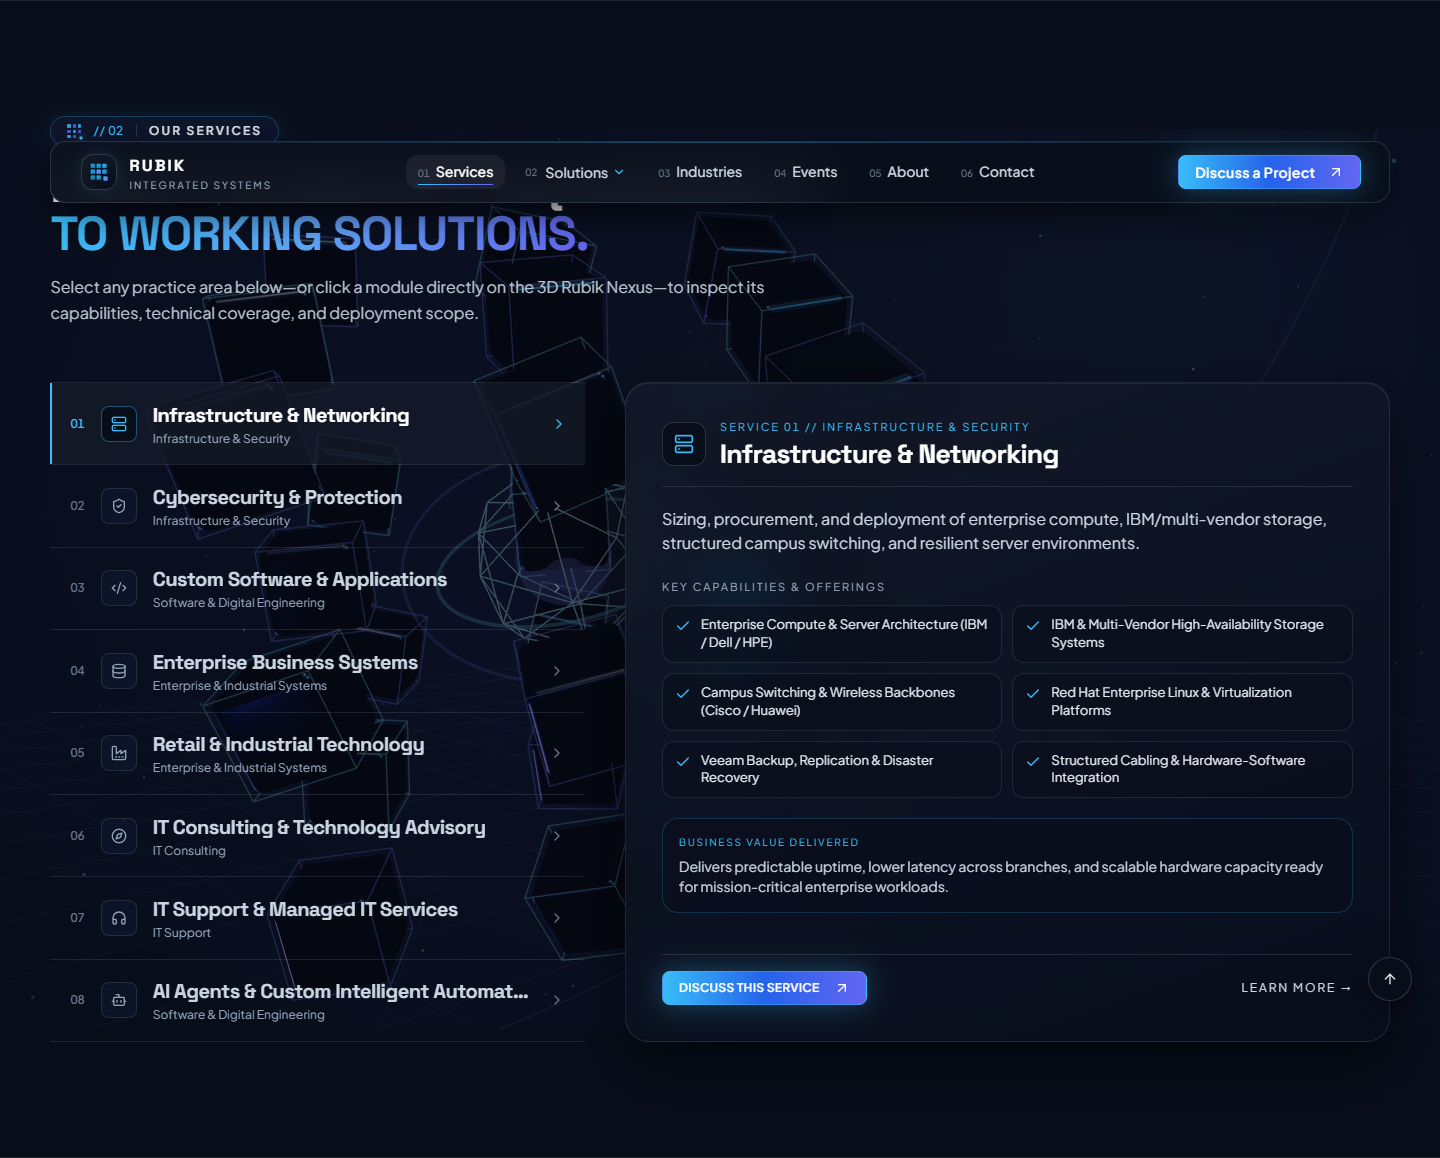 // 02 | OUR SERVICES
RUBIK
INTEGRATED SYSTEMS
01 Services
02 Solutions
03 Industries
04 Events
05 About
06 Contact
Discuss a Project
TO WORKING SOLUTIONS.
Select any practice area below—or click a module directly on the 3D Rubik Nexus—to inspect its
capabilities, technical coverage, and deployment scope.
01 Infrastructure & Networking
Infrastructure & Security
02 Cybersecurity & Protection
Infrastructure & Security
03 Custom Software & Applications
Software & Digital Engineering
04 Enterprise Business Systems
Enterprise & Industrial Systems
05 Retail & Industrial Technology
Enterprise & Industrial Systems
06 IT Consulting & Technology Advisory
IT Consulting
07 IT Support & Managed IT Services
IT Support
08 AI Agents & Custom Intelligent Automat...
Software & Digital Engineering
SERVICE 01 // INFRASTRUCTURE & SECURITY
Infrastructure & Networking
Sizing, procurement, and deployment of enterprise compute, IBM/multi-vendor storage,
structured campus switching, and resilient server environments.
KEY CAPABILITIES & OFFERINGS
Enterprise Compute & Server Architecture (IBM
/ Dell / HPE)
IBM & Multi-Vendor High-Availability Storage
Systems
Campus Switching & Wireless Backbones
(Cisco / Huawei)
Red Hat Enterprise Linux & Virtualization
Platforms
Veeam Backup, Replication & Disaster
Recovery
Structured Cabling & Hardware-Software
Integration
BUSINESS VALUE DELIVERED
Delivers predictable uptime, lower latency across branches, and scalable hardware capacity ready
for mission-critical enterprise workloads.
DISCUSS THIS SERVICE
LEARN MORE →